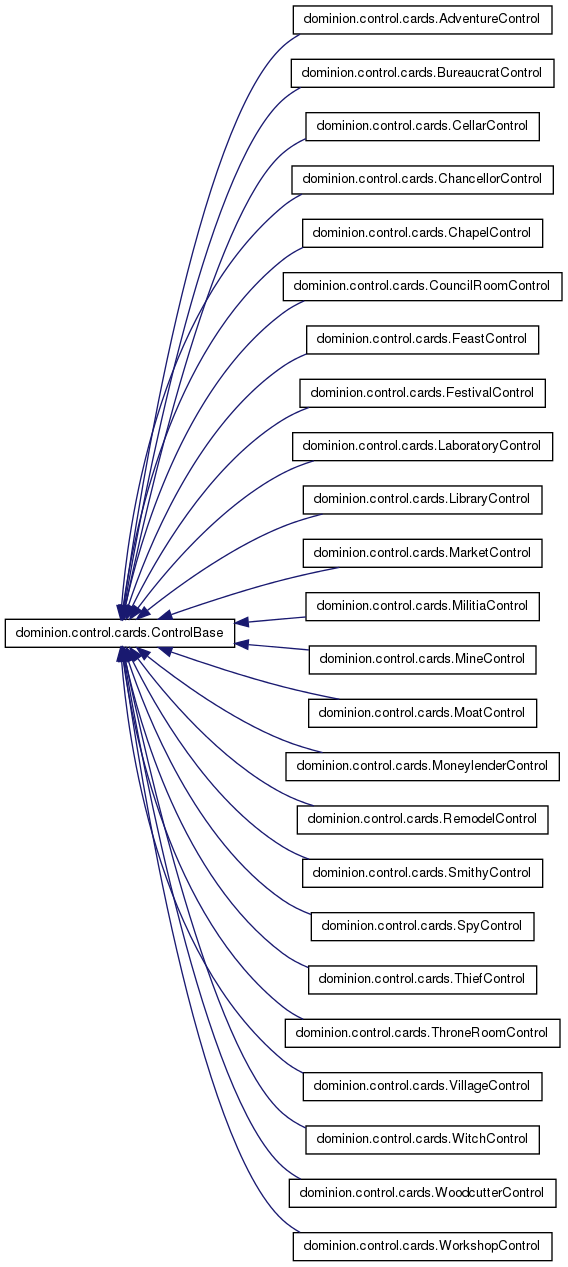 dominion.control.cards.AdventureControl
dominion.control.cards.BureaucratControl
dominion.control.cards.CellarControl
dominion.control.cards.ChancellorControl
dominion.control.cards.ChapelControl
dominion.control.cards.CouncilRoomControl
dominion.control.cards.FeastControl
dominion.control.cards.FestivalControl
dominion.control.cards.LaboratoryControl
dominion.control.cards.LibraryControl
dominion.control.cards.MarketControl
dominion.control.cards.MilitiaControl
dominion.control.cards.ControlBase
dominion.control.cards.MineControl
dominion.control.cards.MoatControl
dominion.control.cards.MoneylenderControl
dominion.control.cards.RemodelControl
dominion.control.cards.SmithyControl
dominion.control.cards.SpyControl
dominion.control.cards.ThiefControl
dominion.control.cards.ThroneRoomControl
dominion.control.cards.VillageControl
dominion.control.cards.WitchControl
dominion.control.cards.WoodcutterControl
dominion.control.cards.WorkshopControl